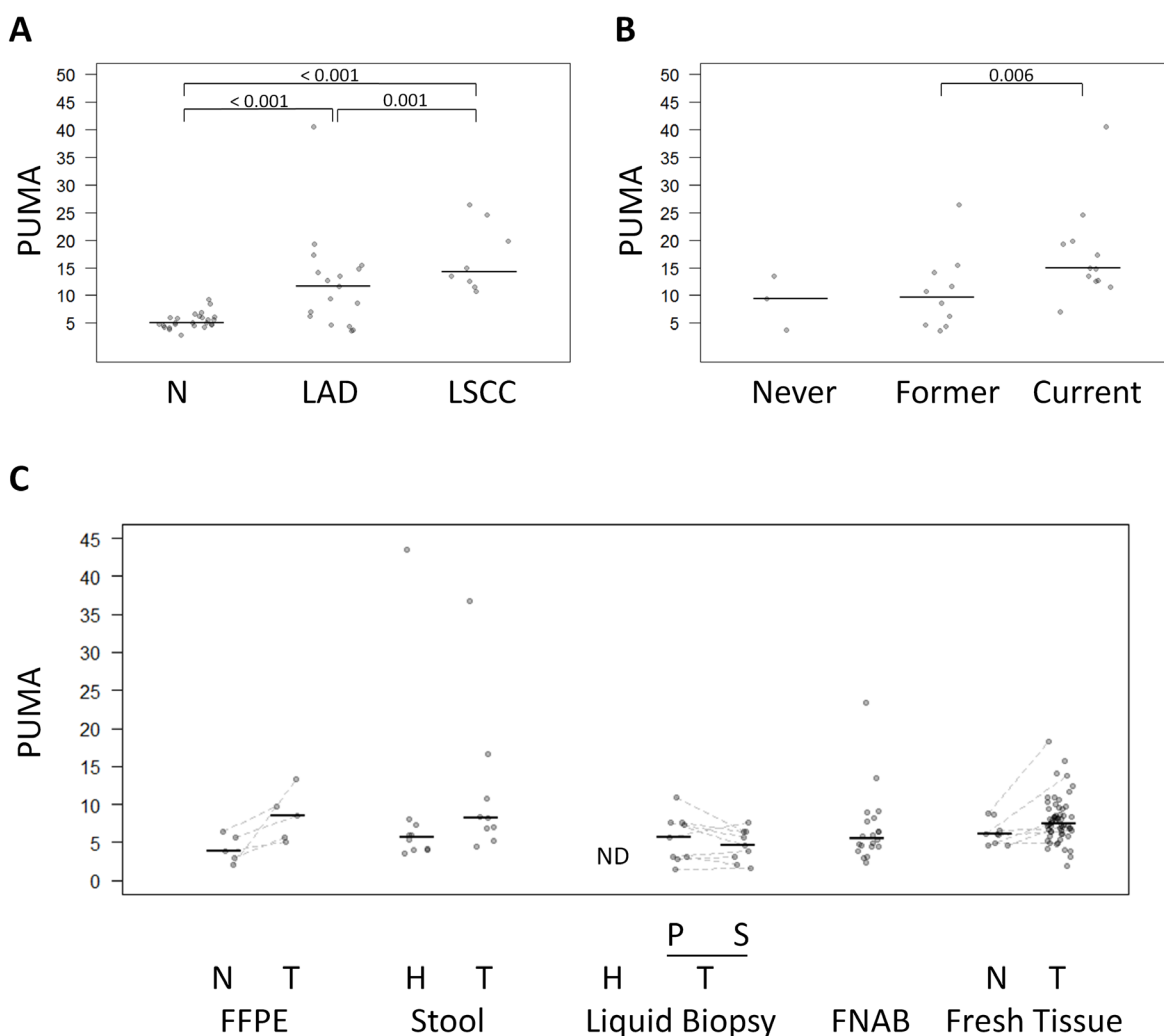 A
PUMA
50
45
40
35
30
25
20
15
10
5
< 0.001
< 0.001
0.001
N LAD LSCC
B
PUMA
50
45
40
35
30
25
20
15
10
5
0.006
Never Former Current
C
PUMA
45
40
35
30
25
20
15
10
5
0
ND
P S
N T H T H T N T
FFPE Stool Liquid Biopsy FNAB Fresh Tissue